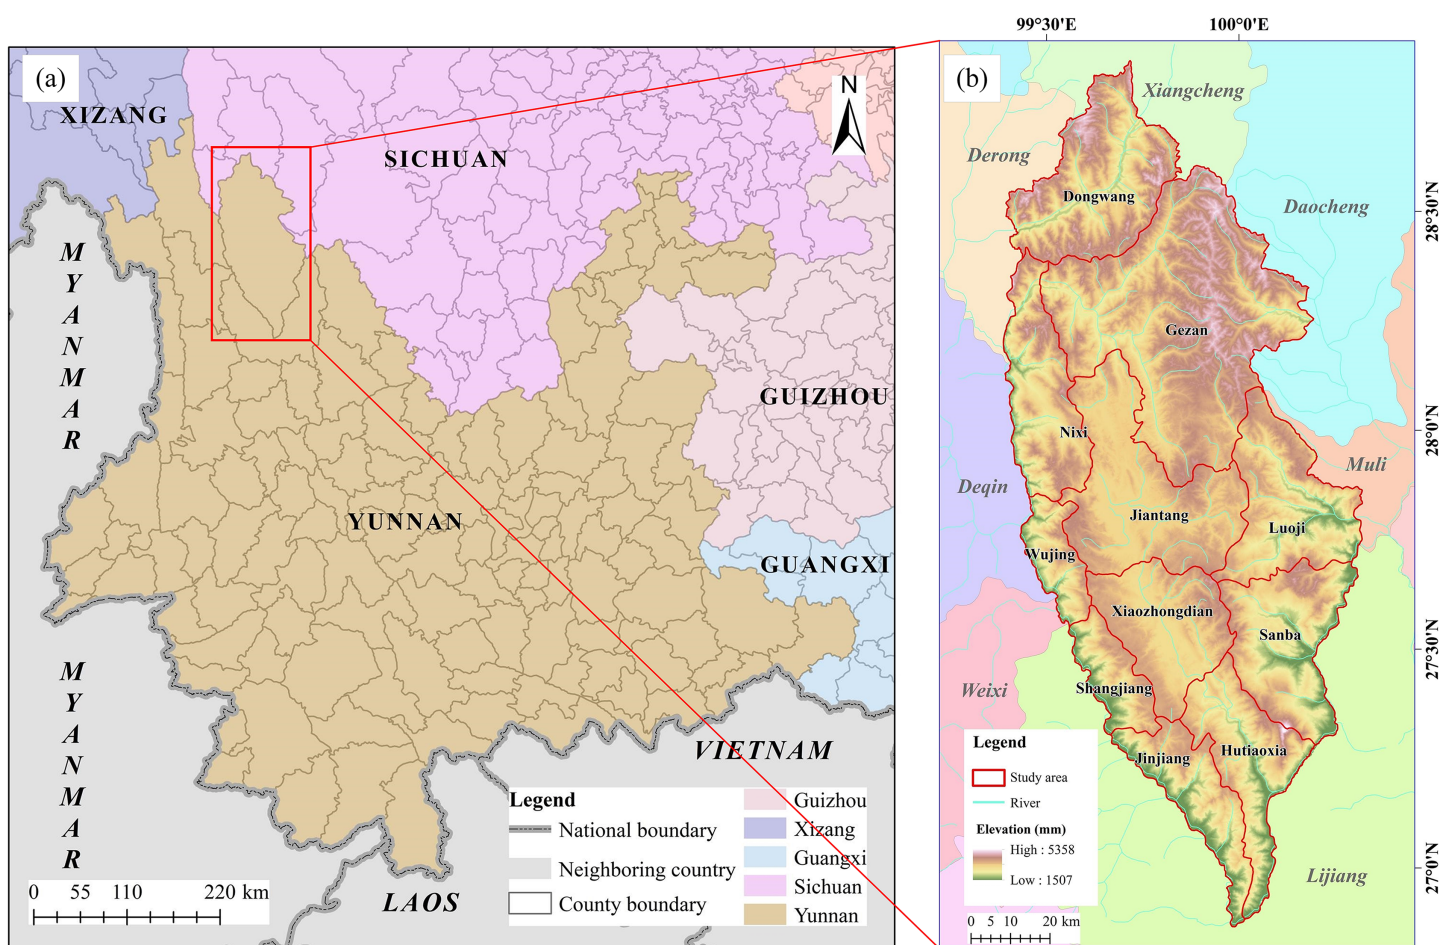 (a)
XIZANG
SICHUAN
N
MYANMAR
GUIZHOU
YUNNAN
GUANGXI
MYANMAR
VIETNAM
LAOS
Legend
National boundary
Neighboring country
County boundary
Guizhou
Xizang
Guangxi
Sichuan
Yunnan
0 55 110 220 km
99°30'E 100°0'E
(b)
Xiangcheng
Derong
Dongwang
Daocheng
28°30'N
Gezan
Nixi
28°0'N
Muli
Deqin
Jiantang
Luoji
Wujing
Xiaozhongdian
Sanba
27°30'N
Weixi
Shangjiang
Hutiaoxia
Jinjiang
Legend
Study area
River
Elevation (mm)
High : 5358
Low : 1507
27°0'N
Lijiang
0 5 10 20 km